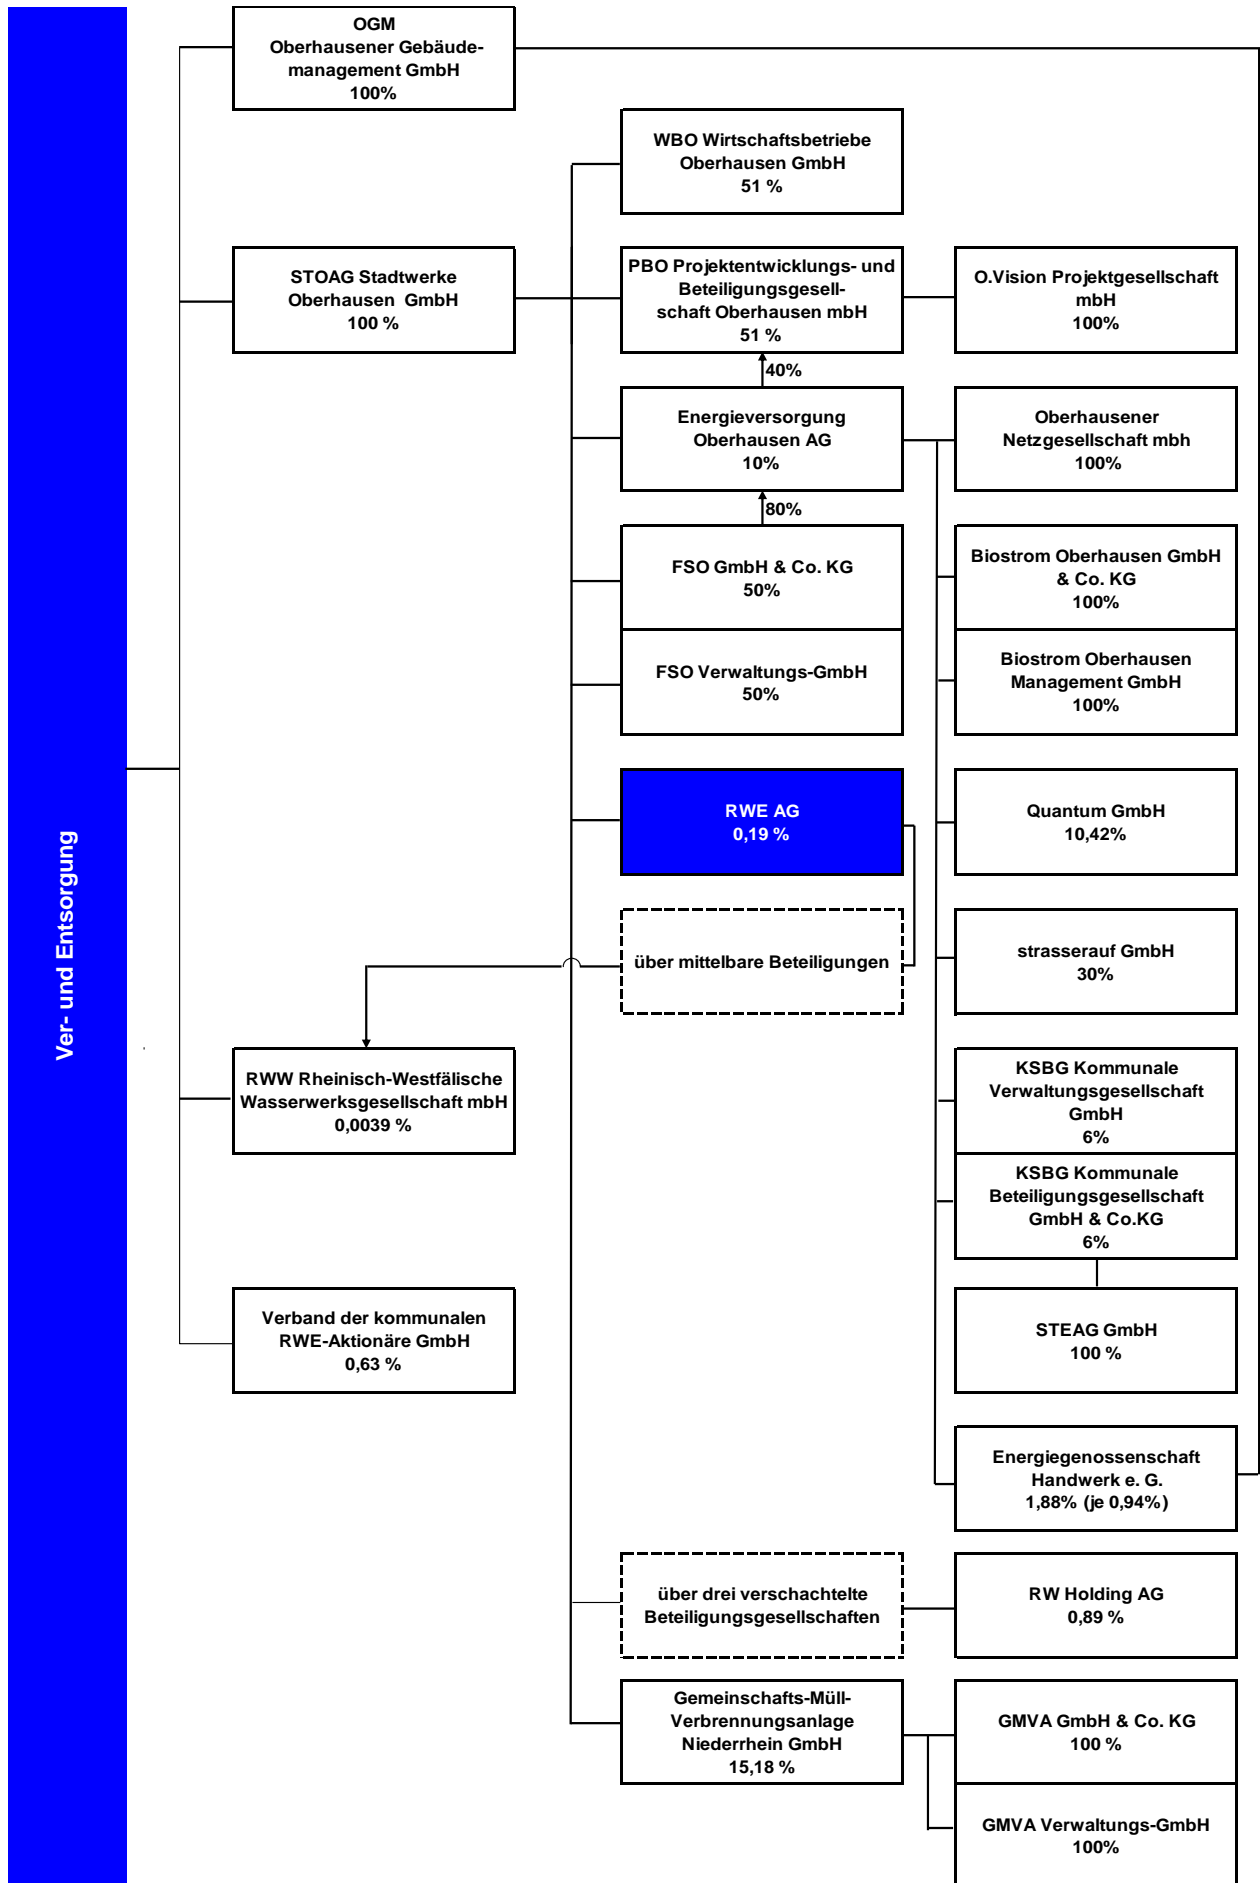 Ver- und Entsorgung
OGM
Oberhausener Gebäude-
management GmbH
100%
WBO Wirtschaftsbetriebe
Oberhausen GmbH
51 %
STOAG Stadtwerke
Oberhausen GmbH
100 %
PBO Projektentwicklungs- und
Beteiligungsgesell-
schaft Oberhausen mbH
51 %
O.Vision Projektgesellschaft
mbH
100%
40%
Energieversorgung
Oberhausen AG
10%
Oberhausener
Netzgesellschaft mbh
100%
80%
FSO GmbH & Co. KG
50%
Biostrom Oberhausen GmbH
& Co. KG
100%
FSO Verwaltungs-GmbH
50%
Biostrom Oberhausen
Management GmbH
100%
RWE AG
0,19 %
Quantum GmbH
10,42%
über mittelbare Beteiligungen
strasserauf GmbH
30%
RWW Rheinisch-Westfälische
Wasserwerksgesellschaft mbH
0,0039 %
KSBG Kommunale
Verwaltungsgesellschaft
GmbH
6%
KSBG Kommunale
Beteiligungsgesellschaft
GmbH & Co.KG
6%
Verband der kommunalen
RWE-Aktionäre GmbH
0,63 %
STEAG GmbH
100 %
Energiegenossenschaft
Handwerk e. G.
1,88% (je 0,94%)
über drei verschachtelte
Beteiligungsgesellschaften
RW Holding AG
0,89 %
Gemeinschafts-Müll-
Verbrennungsanlage
Niederrhein GmbH
15,18 %
GMVA GmbH & Co. KG
100 %
GMVA Verwaltungs-GmbH
100%